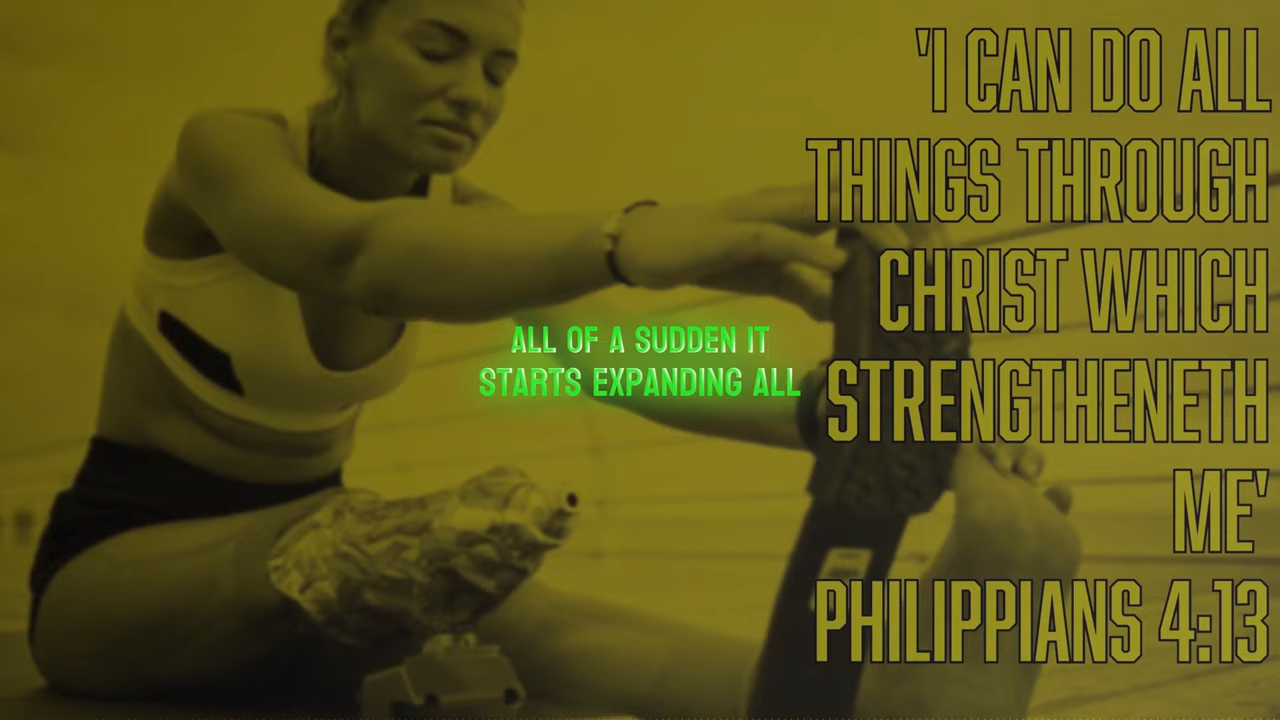 'I CAN DO ALL
THINGS THROUGH
CHRIST WHICH
STRENGTHENETH
ME'
PHILIPPIANS 4:13
ALL OF A SUDDEN IT
STARTS EXPANDING ALL